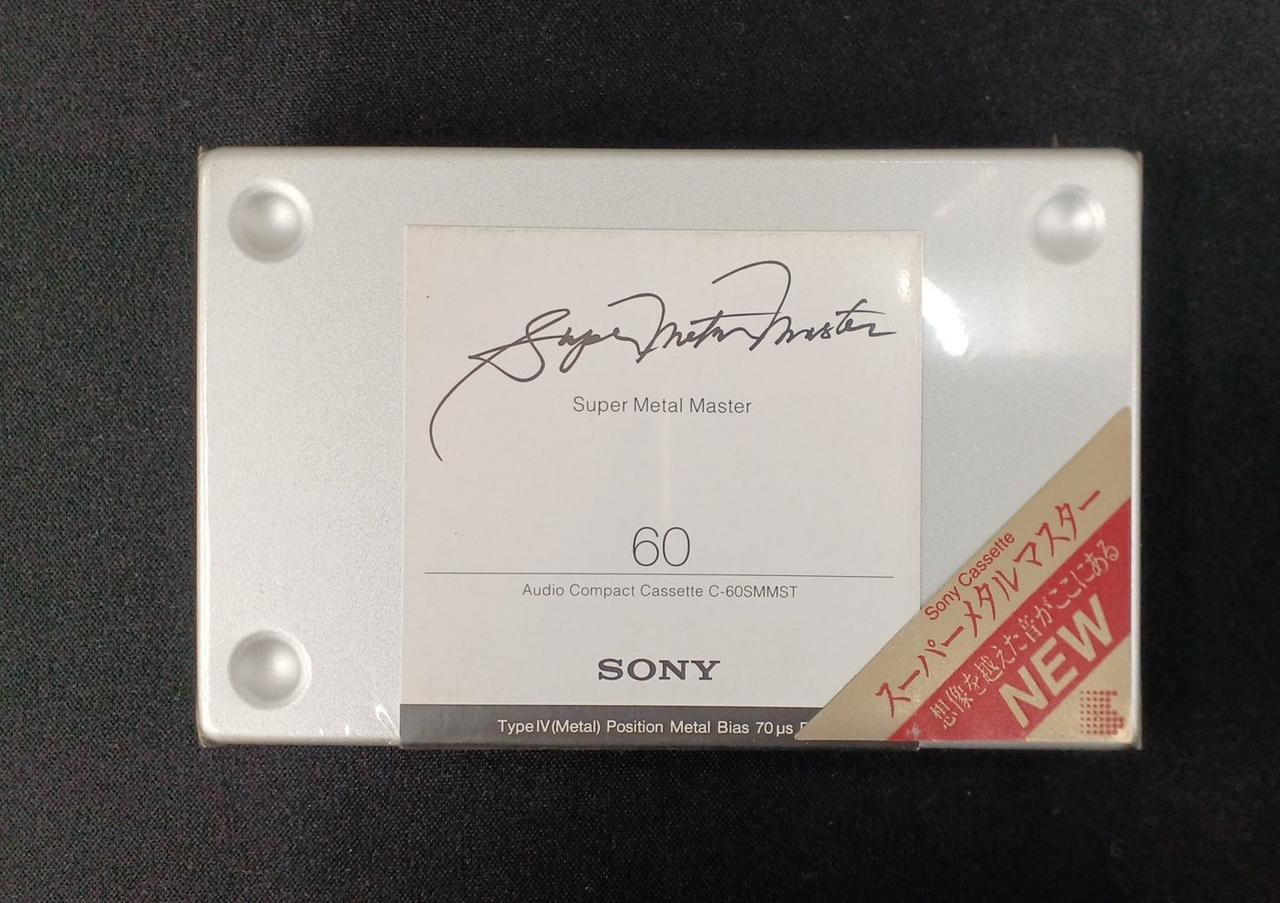 Super Metal Master
Super Metal Master
60
Audio Compact Cassette C-60SMMST
SONY
Type IV (Metal) Position Metal Bias 70 µs
Sony Cassette
スーパーメタルマスター
想像を越えた音がここにある
NEW